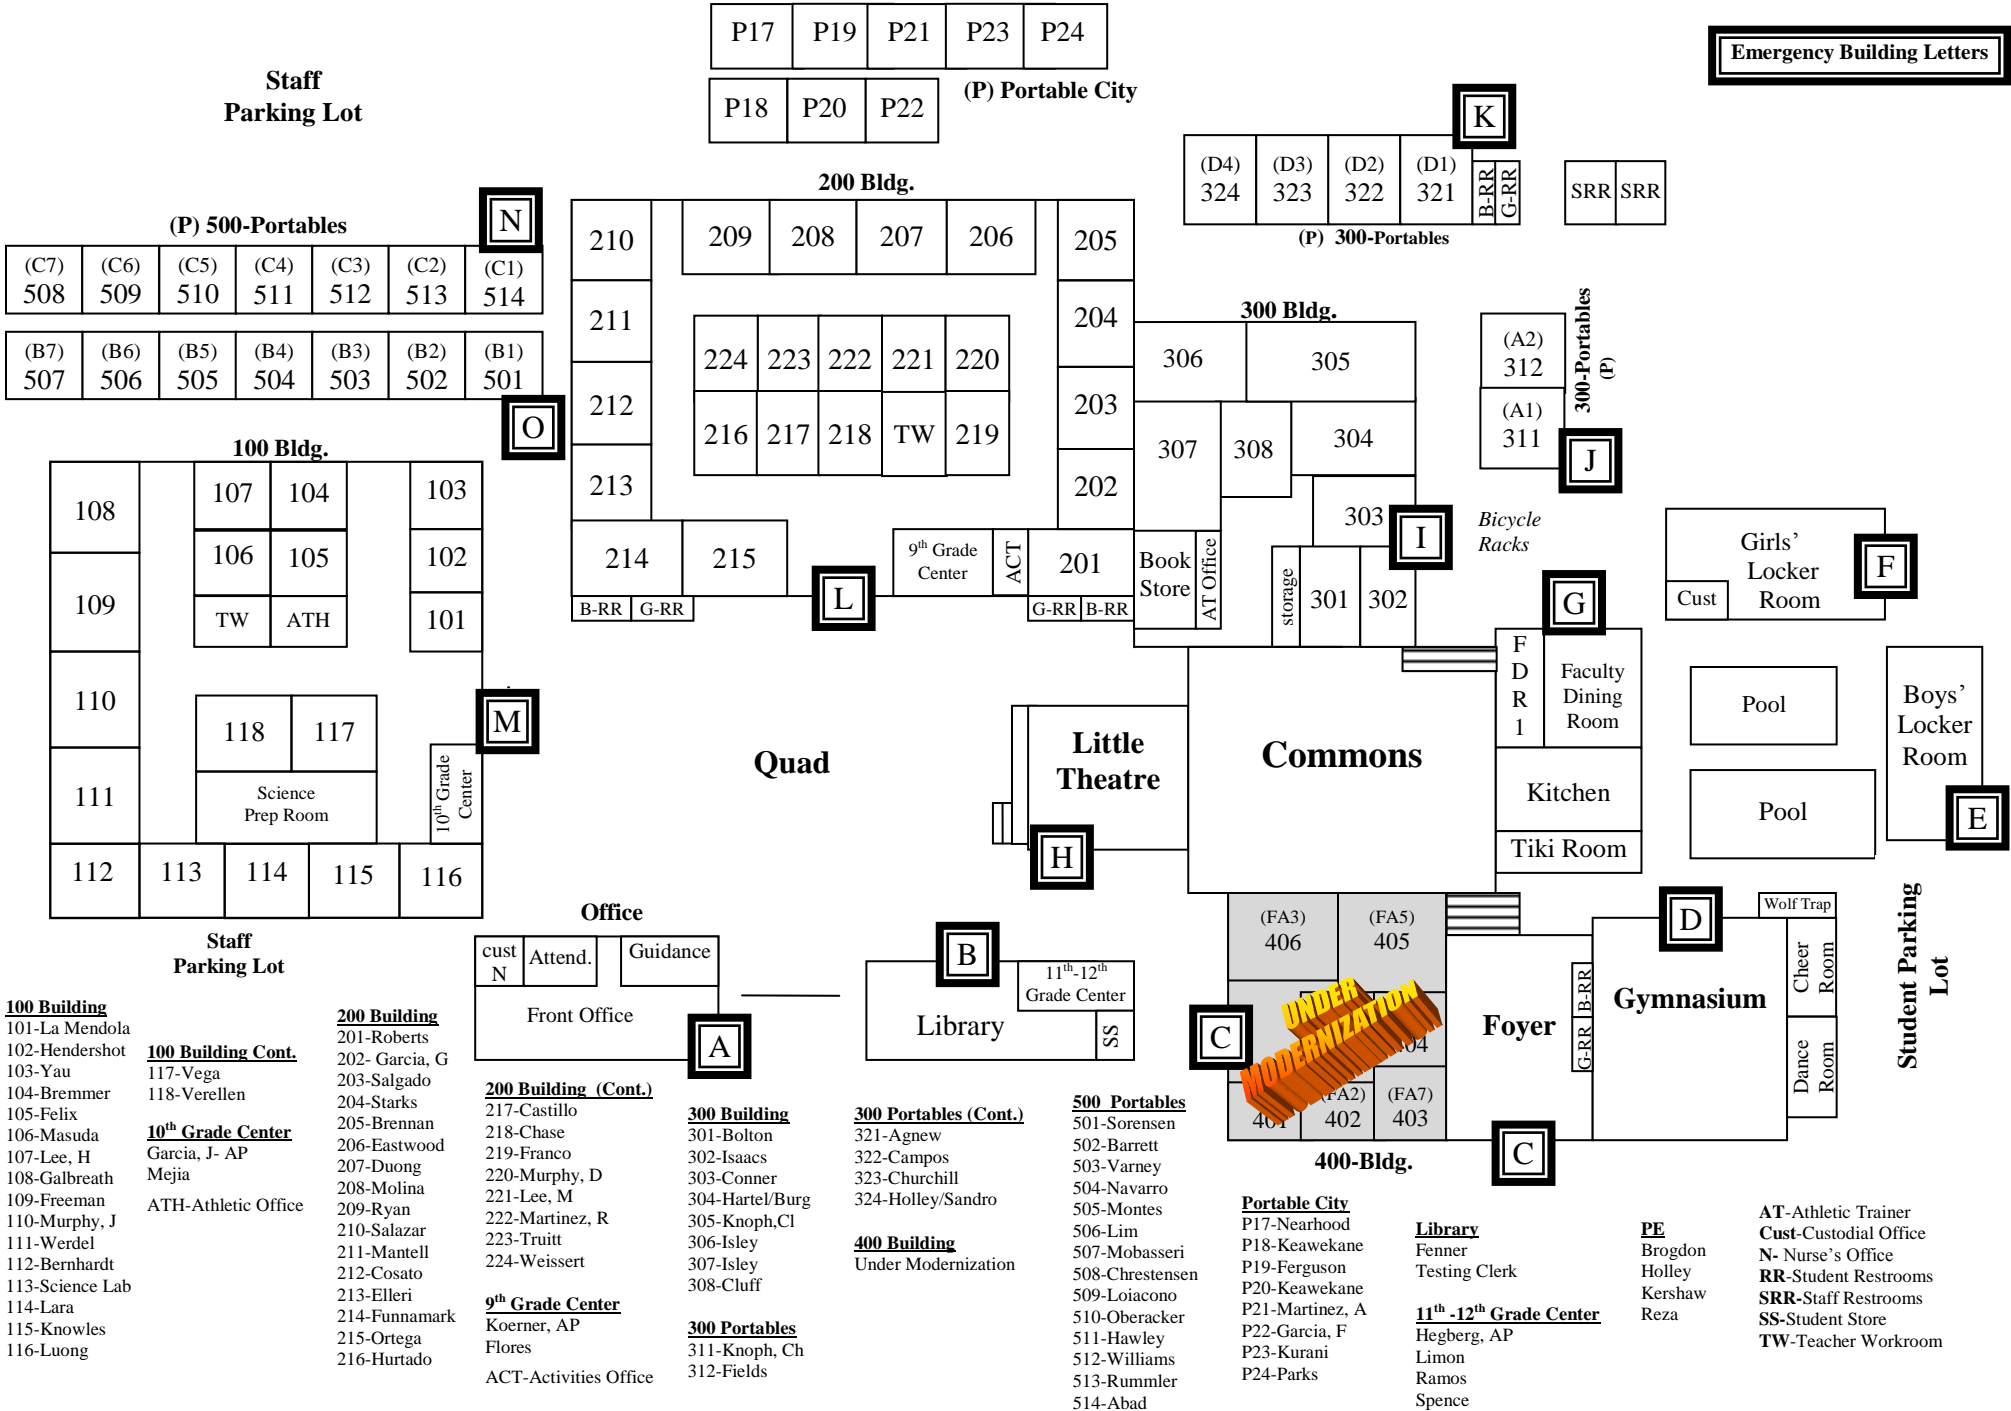 P17 P19 P21 P23 P24
Emergency Building Letters
Staff
Parking Lot
P18 P20 P22
(P) Portable City
K
(D4) (D3) (D2) (D1)
324 323 322 321
B-RR
G-RR
SRR SRR
(P) 300-Portables
200 Bldg.
N
(P) 500-Portables
(C7) (C6) (C5) (C4) (C3) (C2) (C1)
508 509 510 511 512 513 514
(B7) (B6) (B5) (B4) (B3) (B2) (B1)
507 506 505 504 503 502 501
O
210 209 208 207 206 205
211 204
224 223 222 221 220
212 203
216 217 218 TW 219
213 202
214 215
9th Grade
Center
ACT
201
B-RR G-RR
L
G-RR B-RR
300 Bldg.
306 305
307 308 304
303
I
Book
Store
AT Office
storage
301 302
(A2)
312
(A1)
311
300-Portables
(P)
J
Bicycle
Racks
Girls'
Locker
Room
Cust
F
G
F
D
R
1
Faculty
Dining
Room
Pool
Boys'
Locker
Room
Kitchen
Pool
E
Tiki Room
100 Bldg.
108 107 104 103
106 105 102
109 TW ATH 101
110
118 117
M
111
Science
Prep Room
10th Grade
Center
112 113 114 115 116
Quad
Little
Theatre
Commons
H
Staff
Parking Lot
Office
cust
N
Attend.
Guidance
Front Office
A
B
11th-12th
Grade Center
Library
SS
(FA3)
406
(FA5)
405
C
UNDER
MODERNIZATION
04
401
(FA2)
402
(FA7)
403
400-Bldg.
Foyer
B-RR
G-RR
C
D
Gymnasium
Wolf Trap
Cheer
Room
Dance
Room
Student Parking
Lot
100 Building
101-La Mendola
102-Hendershot
103-Yau
104-Bremmer
105-Felix
106-Masuda
107-Lee, H
108-Galbreath
109-Freeman
110-Murphy, J
111-Werdel
112-Bernhardt
113-Science Lab
114-Lara
115-Knowles
116-Luong
100 Building Cont.
117-Vega
118-Verellen
10th Grade Center
Garcia, J- AP
Mejia
ATH-Athletic Office
200 Building
201-Roberts
202- Garcia, G
203-Salgado
204-Starks
205-Brennan
206-Eastwood
207-Duong
208-Molina
209-Ryan
210-Salazar
211-Mantell
212-Cosato
213-Elleri
214-Funnamark
215-Ortega
216-Hurtado
200 Building (Cont.)
217-Castillo
218-Chase
219-Franco
220-Murphy, D
221-Lee, M
222-Martinez, R
223-Truitt
224-Weissert
9th Grade Center
Koerner, AP
Flores
ACT-Activities Office
300 Building
301-Bolton
302-Isaacs
303-Conner
304-Hartel/Burg
305-Knoph,Cl
306-Isley
307-Isley
308-Cluff
300 Portables
311-Knoph, Ch
312-Fields
300 Portables (Cont.)
321-Agnew
322-Campos
323-Churchill
324-Holley/Sandro
400 Building
Under Modernization
500 Portables
501-Sorensen
502-Barrett
503-Varney
504-Navarro
505-Montes
506-Lim
507-Mobasseri
508-Chrestensen
509-Loiacono
510-Oberacker
511-Hawley
512-Williams
513-Rummler
514-Abad
Portable City
P17-Nearhood
P18-Keawekane
P19-Ferguson
P20-Keawekane
P21-Martinez, A
P22-Garcia, F
P23-Kurani
P24-Parks
Library
Fenner
Testing Clerk
11th -12th Grade Center
Hegberg, AP
Limon
Ramos
Spence
PE
Brogdon
Holley
Kershaw
Reza
AT-Athletic Trainer
Cust-Custodial Office
N- Nurse's Office
RR-Student Restrooms
SRR-Staff Restrooms
SS-Student Store
TW-Teacher Workroom